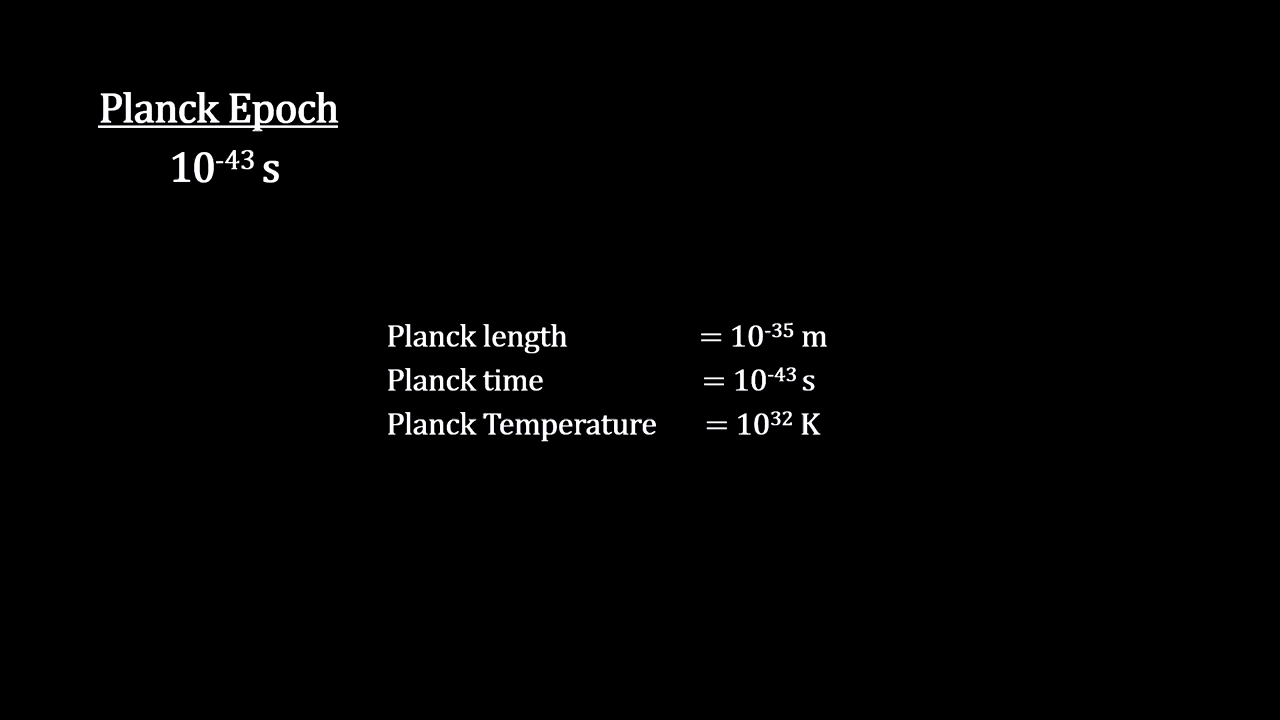 Planck Epoch
10⁻⁴³ s
Planck length = 10⁻³⁵ m
Planck time = 10⁻⁴³ s
Planck Temperature = 10³² K